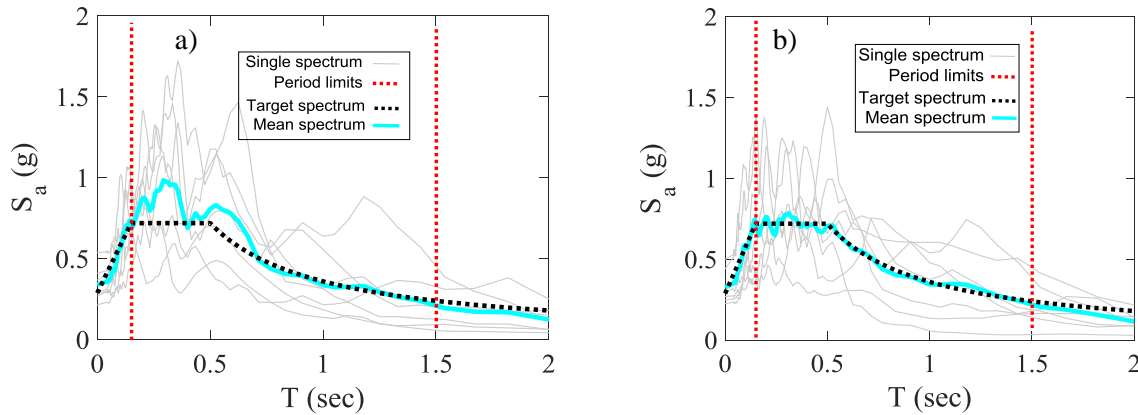 a)
Single spectrum
Period limits
Target spectrum
Mean spectrum
2
1.5
1
0.5
0
S_a (g)
0 0.5 1 1.5 2
T (sec)
b)
Single spectrum
Period limits
Target spectrum
Mean spectrum
2
1.5
1
0.5
0
S_a (g)
0 0.5 1 1.5 2
T (sec)